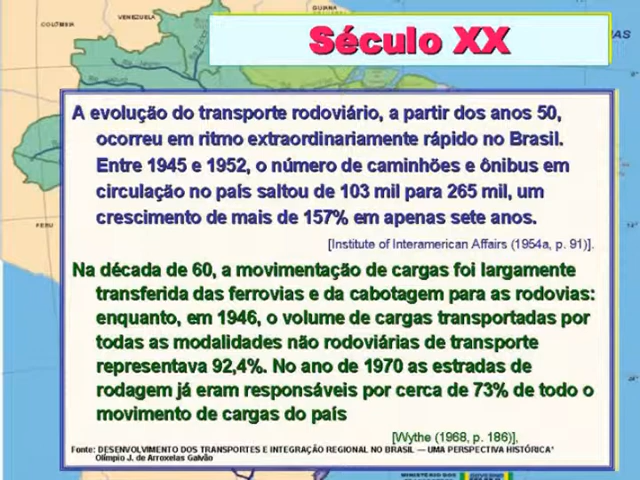 COLÔMBIA
VENEZUELA
GUIANA
Século XX
AS
A evolução do transporte rodoviário, a partir dos anos 50,
ocorreu em ritmo extraordinariamente rápido no Brasil.
Entre 1945 e 1952, o número de caminhões e ônibus em
circulação no país saltou de 103 mil para 265 mil, um
crescimento de mais de 157% em apenas sete anos.
PERU
[Institute of Interamerican Affairs (1954a, p. 91)].
Na década de 60, a movimentação de cargas foi largamente
transferida das ferrovias e da cabotagem para as rodovias:
enquanto, em 1946, o volume de cargas transportadas por
todas as modalidades não rodoviárias de transporte
representava 92,4%. No ano de 1970 as estradas de
rodagem já eram responsáveis por cerca de 73% de todo o
movimento de cargas do país
[Wythe (1968, p. 186)],
Fonte: DESENVOLVIMENTO DOS TRANSPORTES E INTEGRAÇÃO REGIONAL NO BRASIL — UMA PERSPECTIVA HISTÓRICA*
Olímpio J. de Arroxelas Galvão